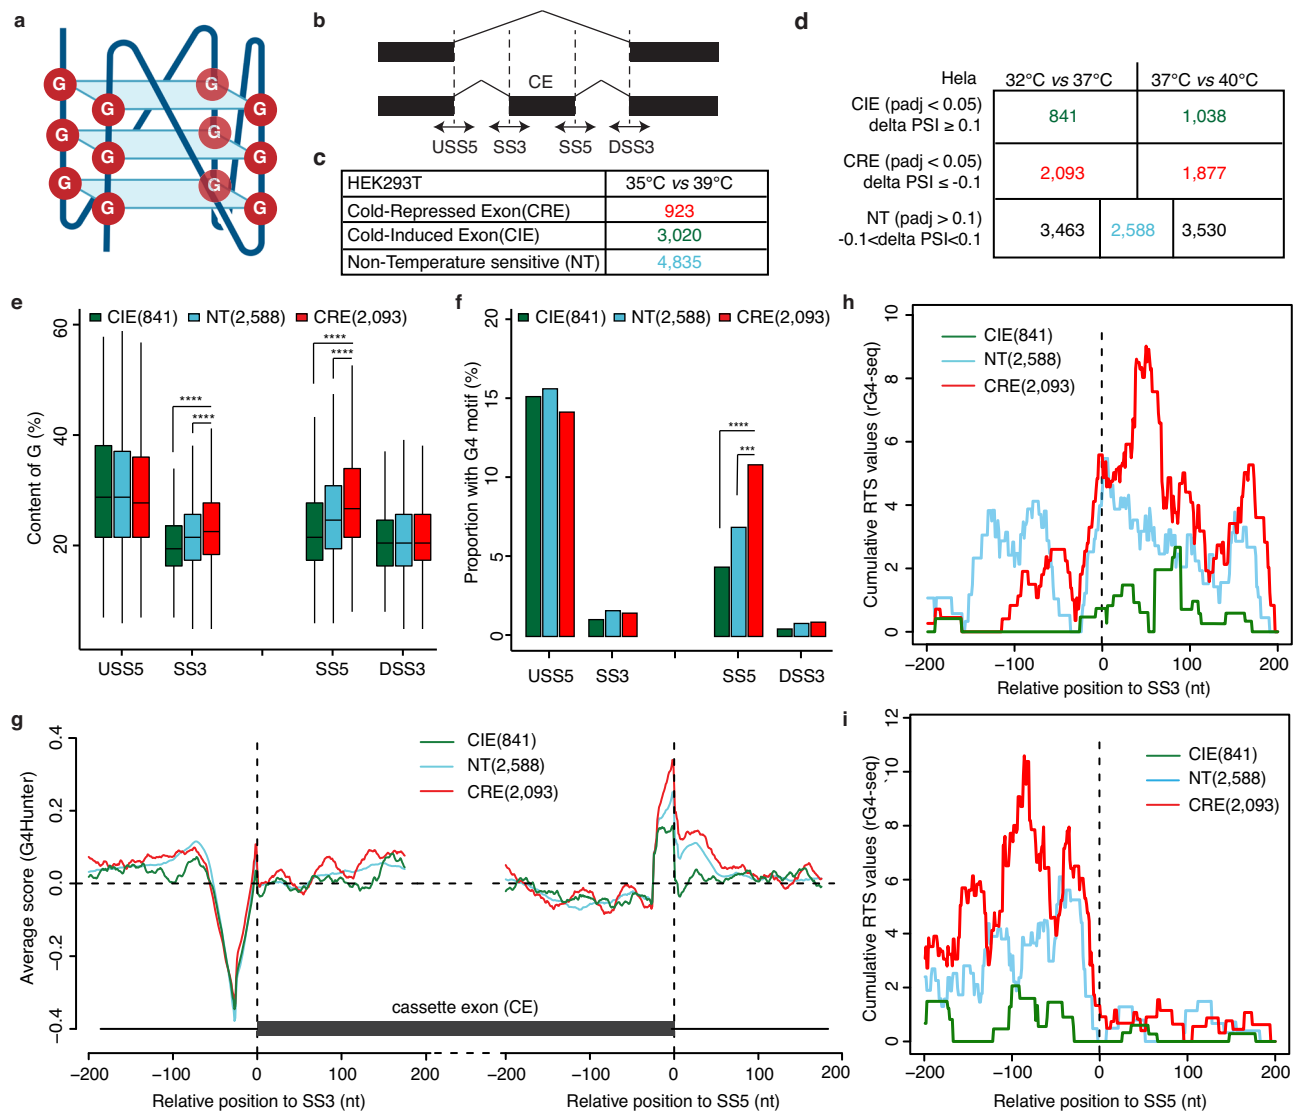 a
G
G
G
G
G
G
G
G
G
G
G
G
b
CE
USS5
SS3
SS5
DSS3
c
HEK293T
35°C vs 39°C
Cold-Repressed Exon(CRE)
923
Cold-Induced Exon(CIE)
3,020
Non-Temperature sensitive (NT)
4,835
d
Hela
32°C vs 37°C
37°C vs 40°C
CIE (padj < 0.05)
delta PSI ≥ 0.1
841
1,038
CRE (padj < 0.05)
delta PSI ≤ -0.1
2,093
1,877
NT (padj > 0.1)
-0.1<delta PSI<0.1
3,463
2,588
3,530
e
CIE(841)
NT(2,588)
CRE(2,093)
Content of G (%)
60
40
20
****
****
****
****
USS5
SS3
SS5
DSS3
f
CIE(841)
NT(2,588)
CRE(2,093)
Proportion with G4 motif (%)
20
15
10
5
0
****
***
USS5
SS3
SS5
DSS3
g
CIE(841)
NT(2,588)
CRE(2,093)
Average score (G4Hunter)
0.4
0.2
0.0
−0.2
−0.4
cassette exon (CE)
−200
−100
0
100
200
−200
−100
0
100
200
Relative position to SS3 (nt)
Relative position to SS5 (nt)
h
CIE(841)
NT(2,588)
CRE(2,093)
Cumulative RTS values (rG4-seq)
10
8
6
4
2
0
−200
−100
0
100
200
Relative position to SS3 (nt)
i
CIE(841)
NT(2,588)
CRE(2,093)
Cumulative RTS values (rG4-seq)
12
10
8
6
4
2
0
−200
−100
0
100
200
Relative position to SS5 (nt)